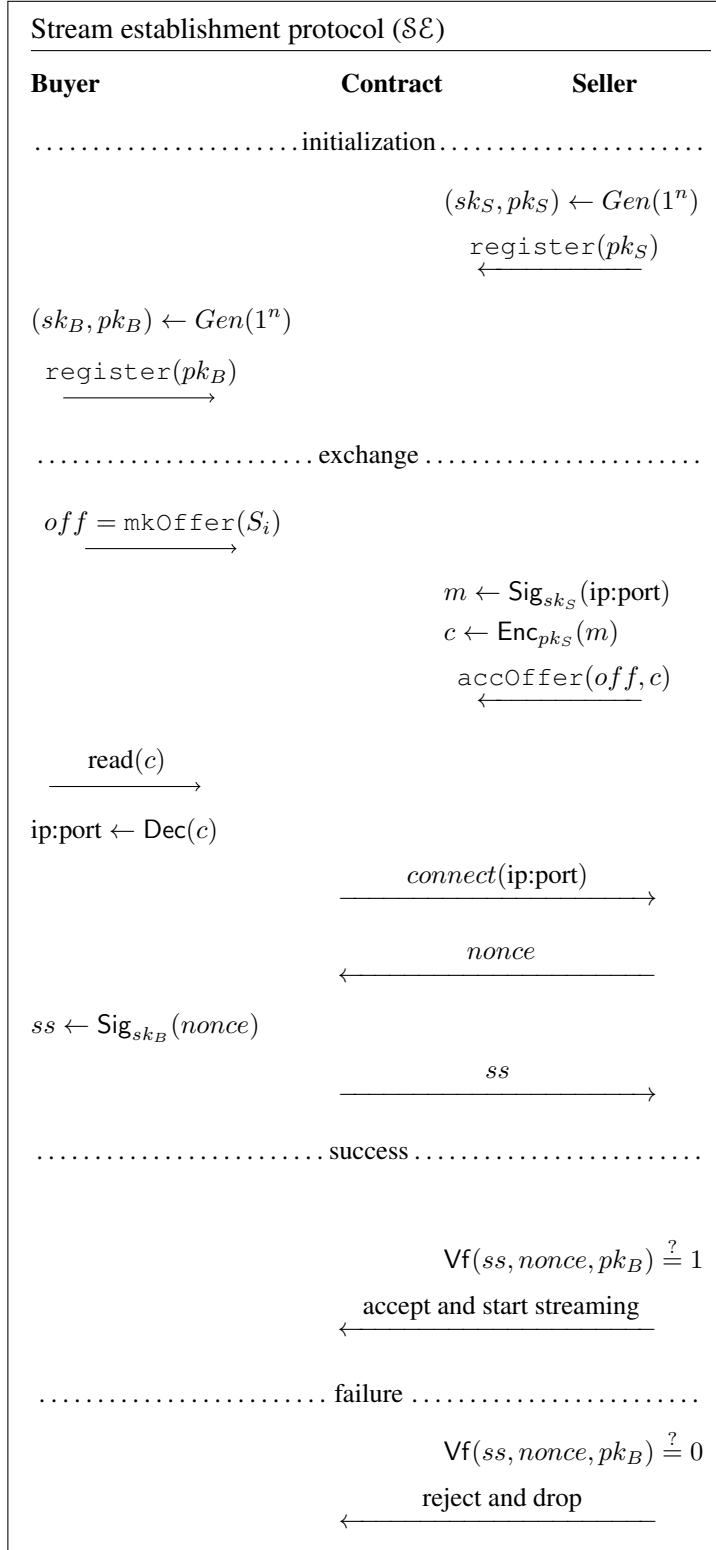 Stream establishment protocol (𝒮ℰ)
Buyer Contract Seller
........................initialization........................
(sk_S, pk_S) ← Gen(1^n)
register(pk_S)
(sk_B, pk_B) ← Gen(1^n)
register(pk_B)
........................exchange........................
off = mkOffer(S_i)
m ← Sig_{sk_S}(ip:port)
c ← Enc_{pk_S}(m)
accOffer(off, c)
read(c)
ip:port ← Dec(c)
connect(ip:port)
nonce
ss ← Sig_{sk_B}(nonce)
ss
........................success........................
Vf(ss, nonce, pk_B) ≟ 1
accept and start streaming
........................failure........................
Vf(ss, nonce, pk_B) ≟ 0
reject and drop